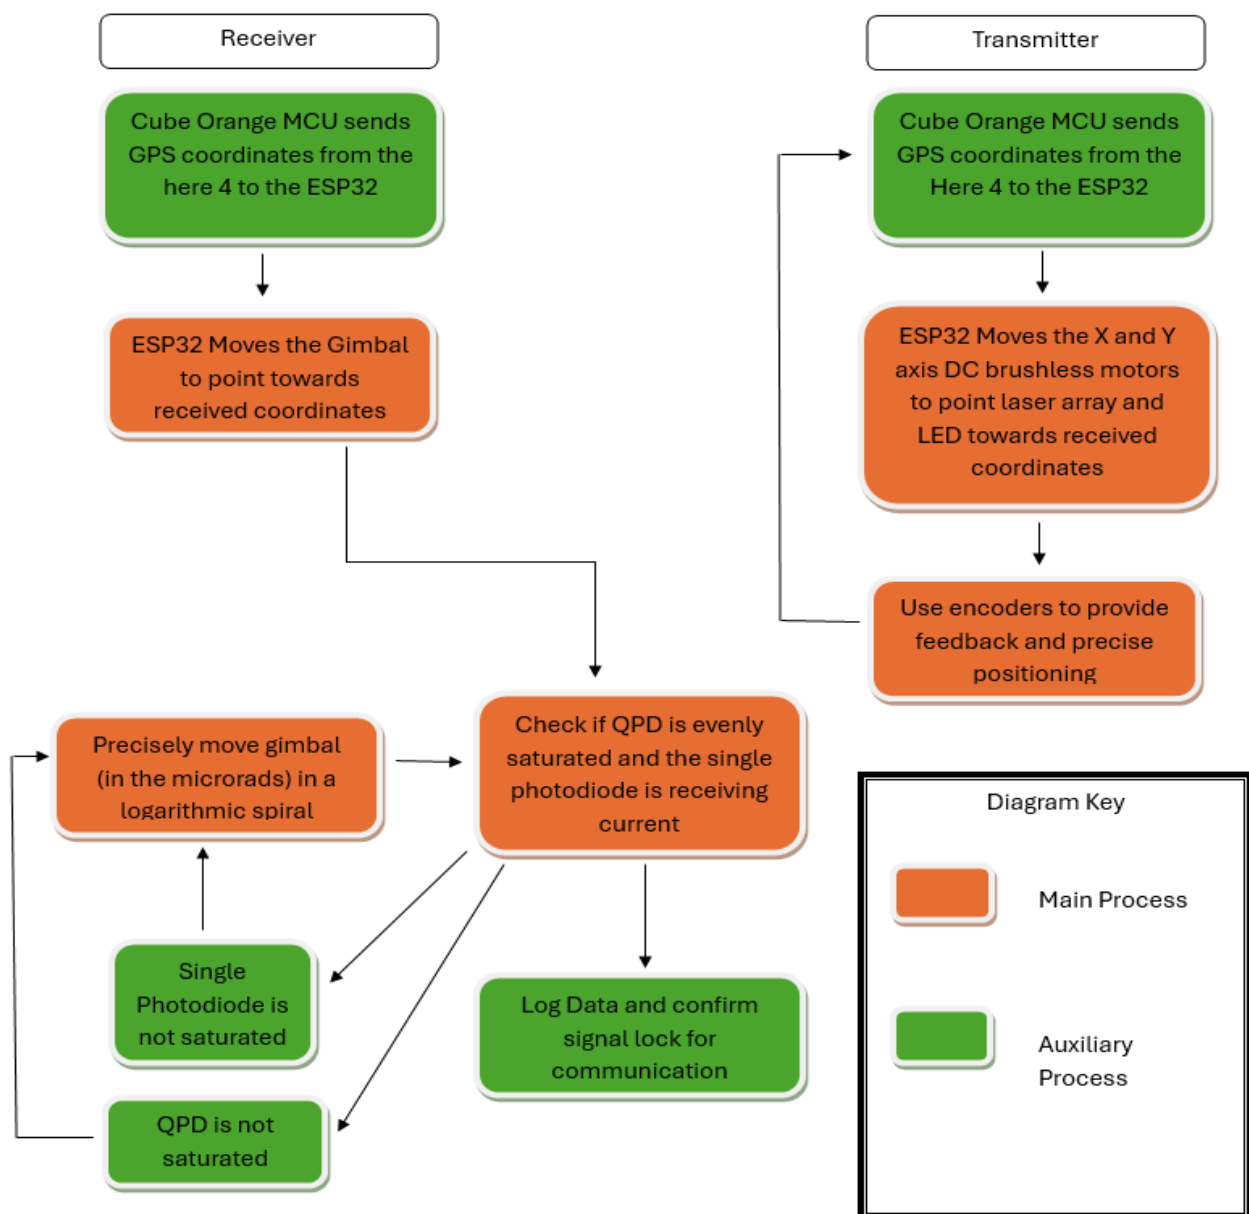 Receiver
Cube Orange MCU sends
GPS coordinates from the
here 4 to the ESP32
ESP32 Moves the Gimbal
to point towards
received coordinates
Transmitter
Cube Orange MCU sends
GPS coordinates from the
Here 4 to the ESP32
ESP32 Moves the X and Y
axis DC brushless motors
to point laser array and
LED towards received
coordinates
Use encoders to provide
feedback and precise
positioning
Precisely move gimbal
(in the microrads) in a
logarithmic spiral
Check if QPD is evenly
saturated and the single
photodiode is receiving
current
Single
Photodiode is
not saturated
QPD is not
saturated
Log Data and confirm
signal lock for
communication
Diagram Key
Main Process
Auxiliary
Process